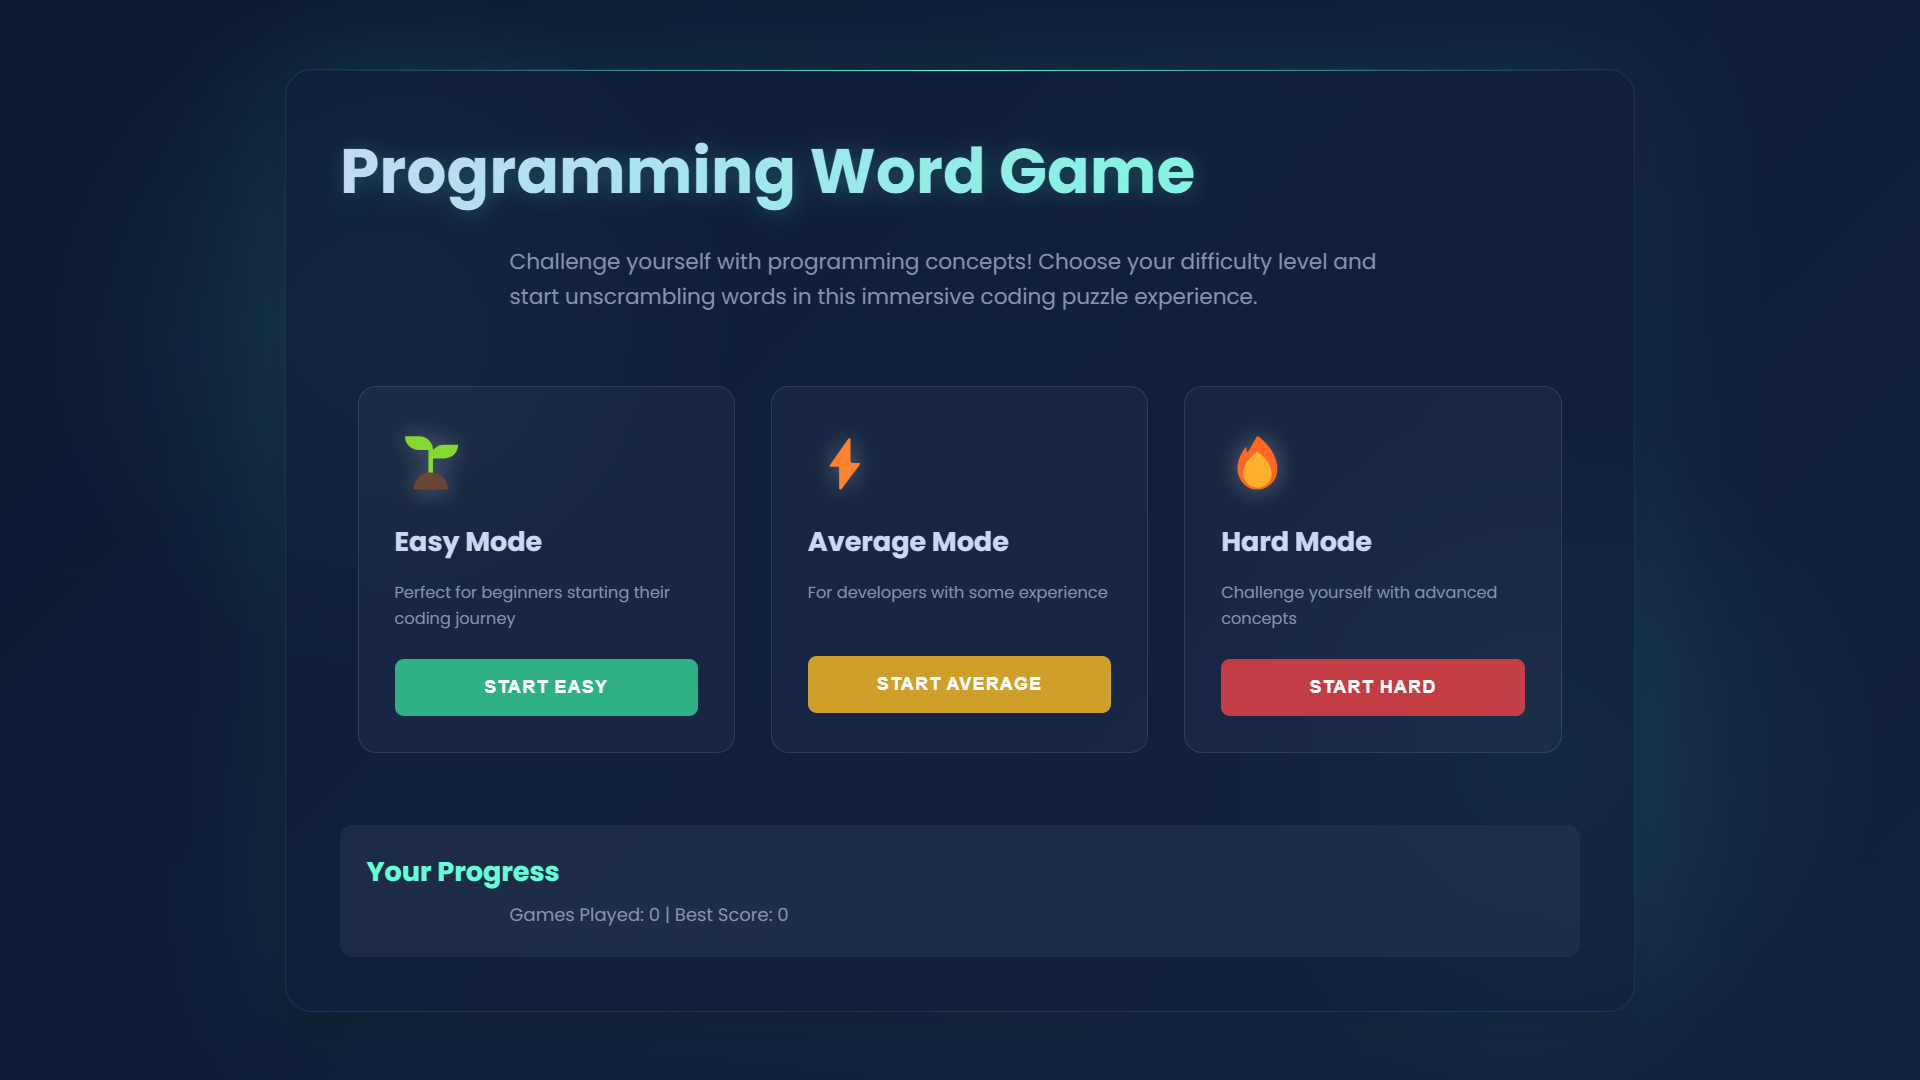 Programming Word Game
Challenge yourself with programming concepts! Choose your difficulty level and
start unscrambling words in this immersive coding puzzle experience.
Easy Mode
Perfect for beginners starting their
coding journey
START EASY
Average Mode
For developers with some experience
START AVERAGE
Hard Mode
Challenge yourself with advanced
concepts
START HARD
Your Progress
Games Played: 0 | Best Score: 0